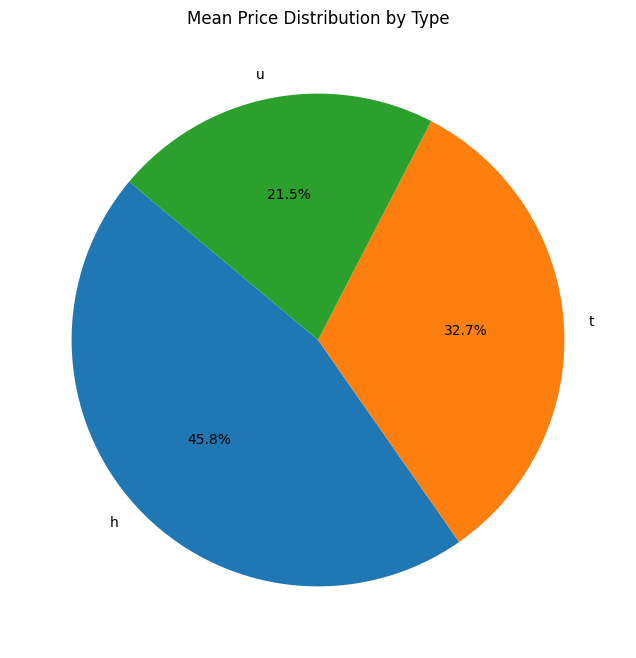 Mean Price Distribution by Type
u
21.5%
t
32.7%
45.8%
h